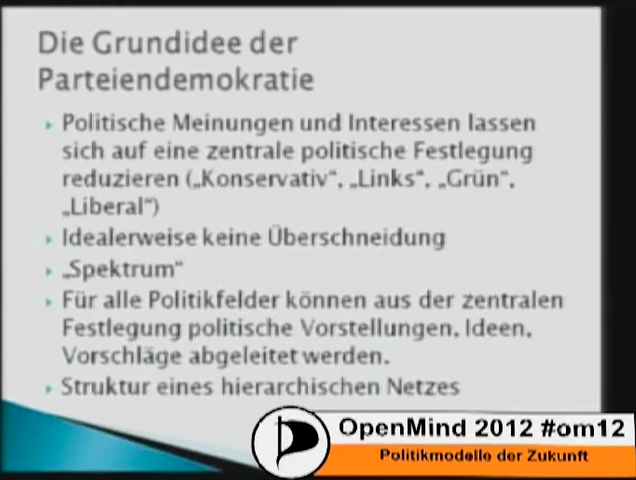 Die Grundidee der
Parteiendemokratie
Politische Meinungen und Interessen lassen
sich auf eine zentrale politische Festlegung
reduzieren („Konservativ“, „Links“, „Grün“,
„Liberal“)
Idealerweise keine Überschneidung
„Spektrum“
Für alle Politikfelder können aus der zentralen
Festlegung politische Vorstellungen, Ideen,
Vorschläge abgeleitet werden.
Struktur eines hierarchischen Netzes
OpenMind 2012 #om12
Politikmodelle der Zukunft